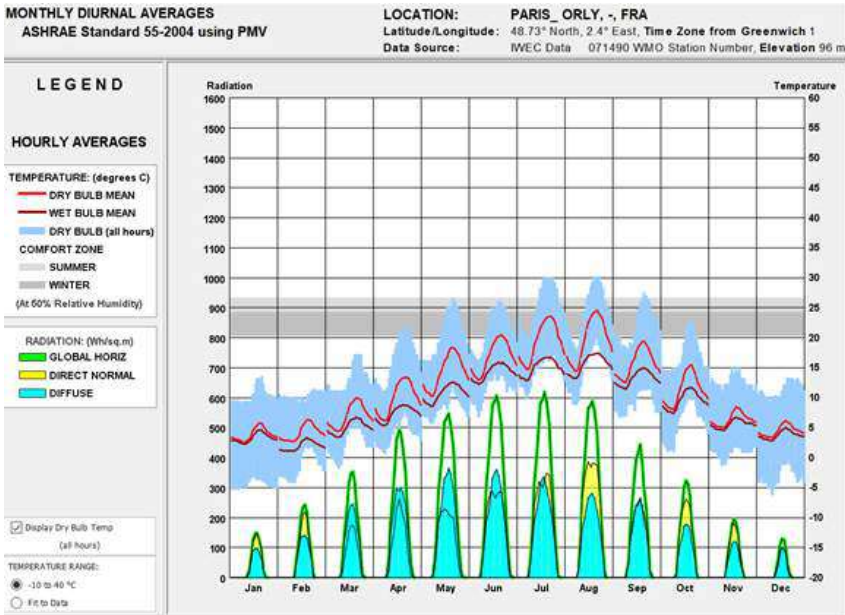 MONTHLY DIURNAL AVERAGES
ASHRAE Standard 55-2004 using PMV
LOCATION: PARIS_ ORLY, -, FRA
Latitude/Longitude: 48.73° North, 2.4° East, Time Zone from Greenwich 1
Data Source: IWEC Data 071490 WMO Station Number, Elevation 96 m
LEGEND
HOURLY AVERAGES
TEMPERATURE: (degrees C)
DRY BULB MEAN
WET BULB MEAN
DRY BULB (all hours)
COMFORT ZONE
SUMMER
WINTER
(At 50% Relative Humidity)
RADIATION: (Wh/sq.m)
GLOBAL HORIZ
DIRECT NORMAL
DIFFUSE
Display Dry Bulb Temp
(all hours)
TEMPERATURE RANGE:
-10 to 40 °C
Fit to Data
Radiation Temperature
1600 60
1500 55
1400 50
1300 45
1200 40
1100 35
1000 30
900 25
800 20
700 15
600 10
500 5
400 0
300 -5
200 -10
100 -15
0 -20
Jan Feb Mar Apr May Jun Jul Aug Sep Oct Nov Dec